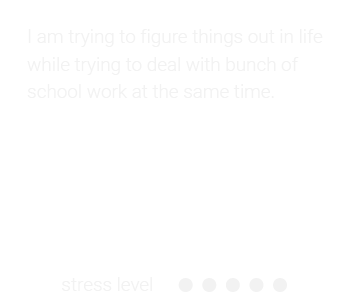 I am trying to figure things out in life
while trying to deal with bunch of
school work at the same time.
stress level